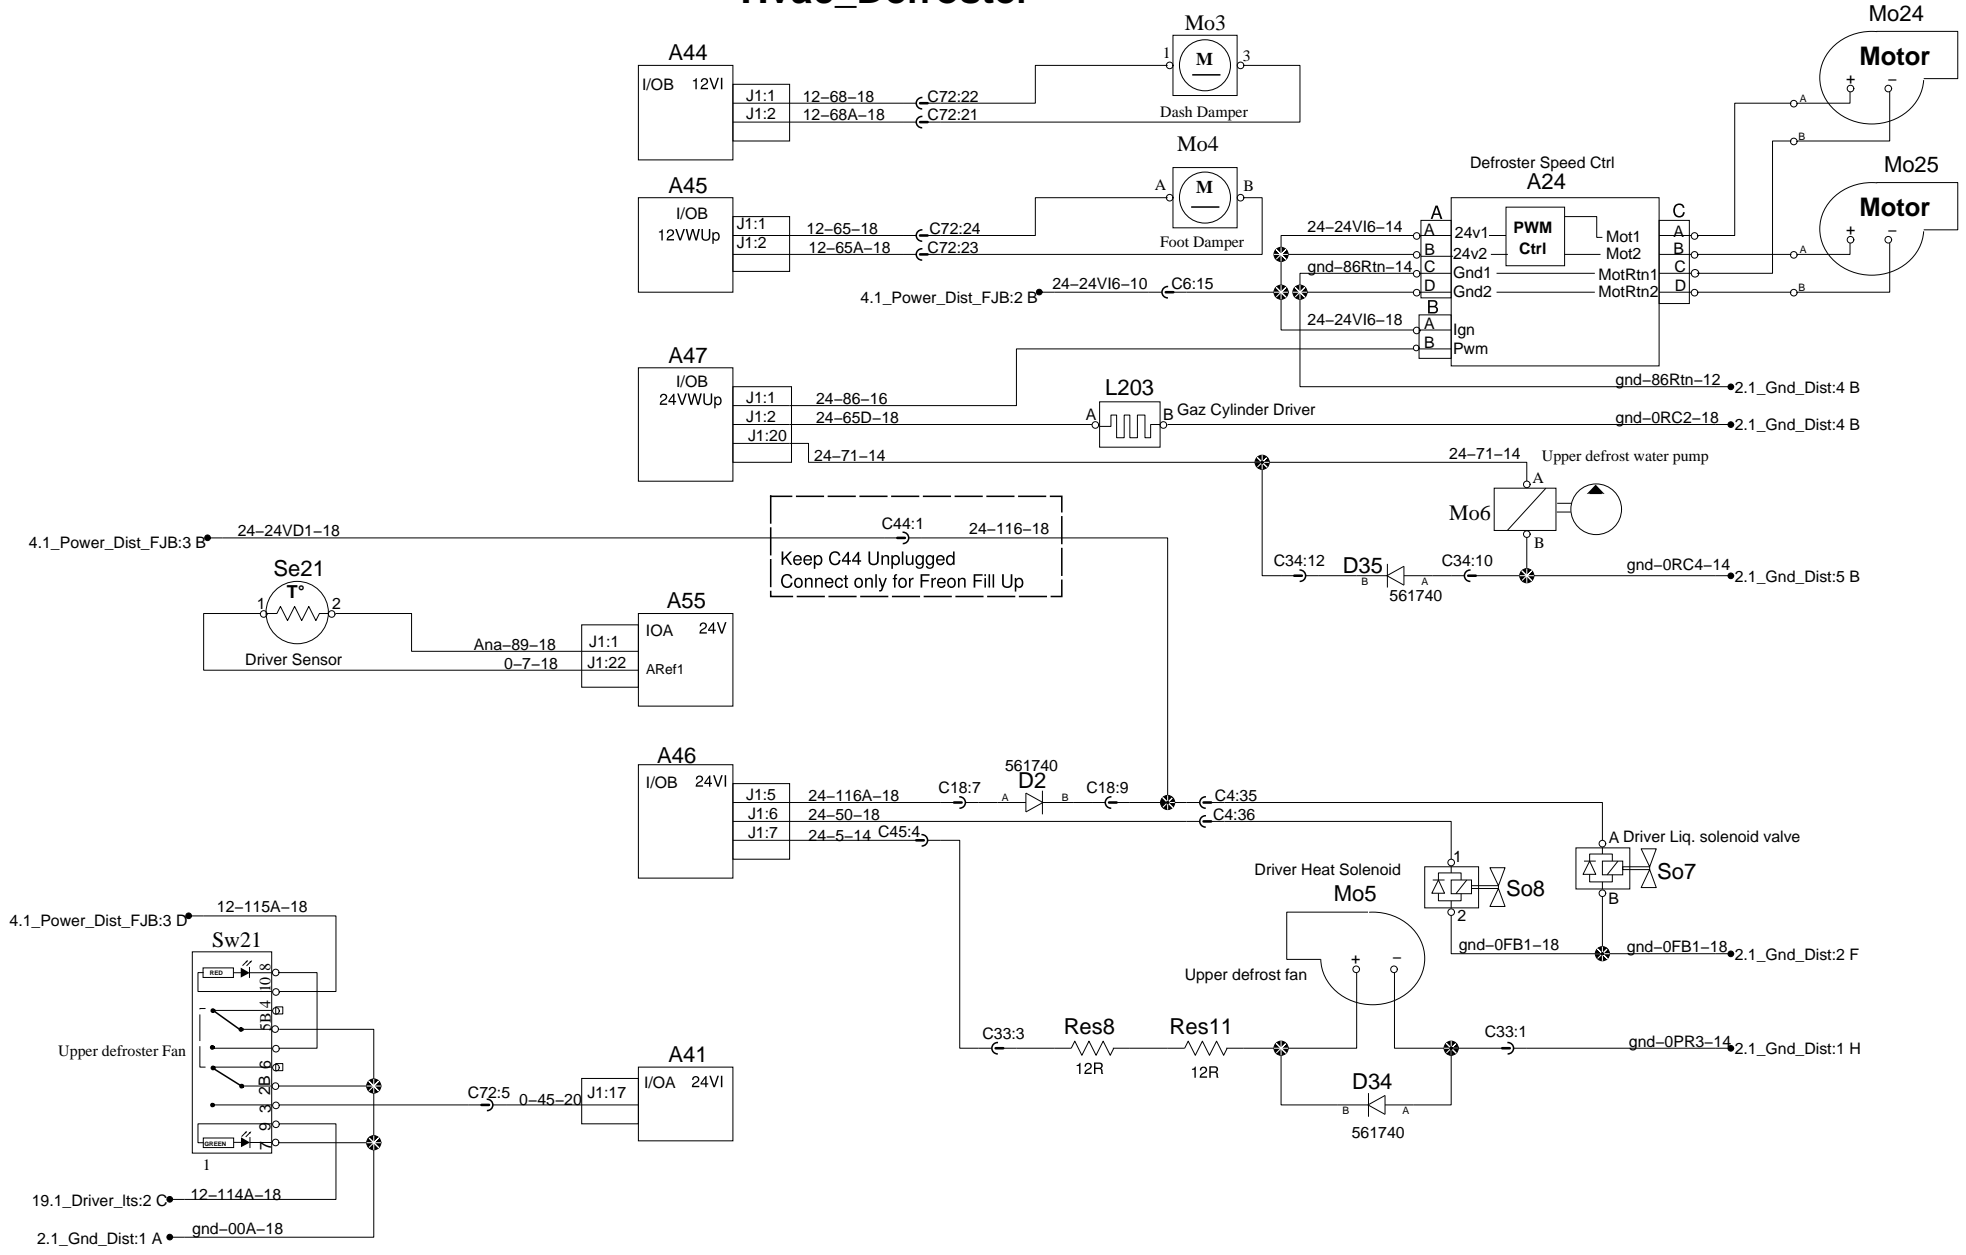 Hvac_Defroster
Mo24
Motor
+ −
A
B
Mo3
M
1 3
Dash Damper
A44
I/OB 12VI
J1:1 12−68−18 C72:22
J1:2 12−68A−18 C72:21
Mo4
M
A B
Foot Damper
A45
I/OB
12VWUp
J1:1 12−65−18 C72:24
J1:2 12−65A−18 C72:23
Mo25
Motor
+ −
A
B
Defroster Speed Ctrl
A24
PWM
Ctrl
A C
24−24VI6−14 A 24v1 Mot1 A
B 24v2 Mot2 B
gnd−86Rtn−14 C Gnd1 MotRtn1 C
D Gnd2 MotRtn2 D
B
24−24VI6−18 A Ign
B Pwm
4.1_Power_Dist_FJB:2 B 24−24VI6−10 C6:15
gnd−86Rtn−12 2.1_Gnd_Dist:4 B
A47
I/OB
24VWUp
J1:1 24−86−16
J1:2 24−65D−18
J1:20 24−71−14
L203
A B Gaz Cylinder Driver
gnd−0RC2−18 2.1_Gnd_Dist:4 B
24−71−14 Upper defrost water pump
A
Mo6
B
C34:12 D35 C34:10
B A
561740
gnd−0RC4−14 2.1_Gnd_Dist:5 B
4.1_Power_Dist_FJB:3 B 24−24VD1−18
C44:1 24−116−18
Keep C44 Unplugged
Connect only for Freon Fill Up
Se21
T°
1 2
Driver Sensor
A55
IOA 24V
Ana−89−18 J1:1
0−7−18 J1:22 ARef1
A46
I/OB 24VI
J1:5 24−116A−18 C18:7
561740
D2
A B
C18:9 C4:35
J1:6 24−50−18 C4:36
J1:7 24−5−14 C45:4
A Driver Liq. solenoid valve
So7
B
1
So8
2
gnd−0FB1−18 gnd−0FB1−18 2.1_Gnd_Dist:2 F
Driver Heat Solenoid
Mo5
+ −
Upper defrost fan
C33:3 Res8 Res11 C33:1
12R 12R
gnd−0PR3−14 2.1_Gnd_Dist:1 H
D34
B A
561740
4.1_Power_Dist_FJB:3 D 12−115A−18
Sw21
RED
8
10
4
5B
6
2B
3
9
7
GREEN
1
Upper defroster Fan
C72:5 0−45−20 J1:17
A41
I/OA 24VI
19.1_Driver_lts:2 C 12−114A−18
2.1_Gnd_Dist:1 A gnd−00A−18